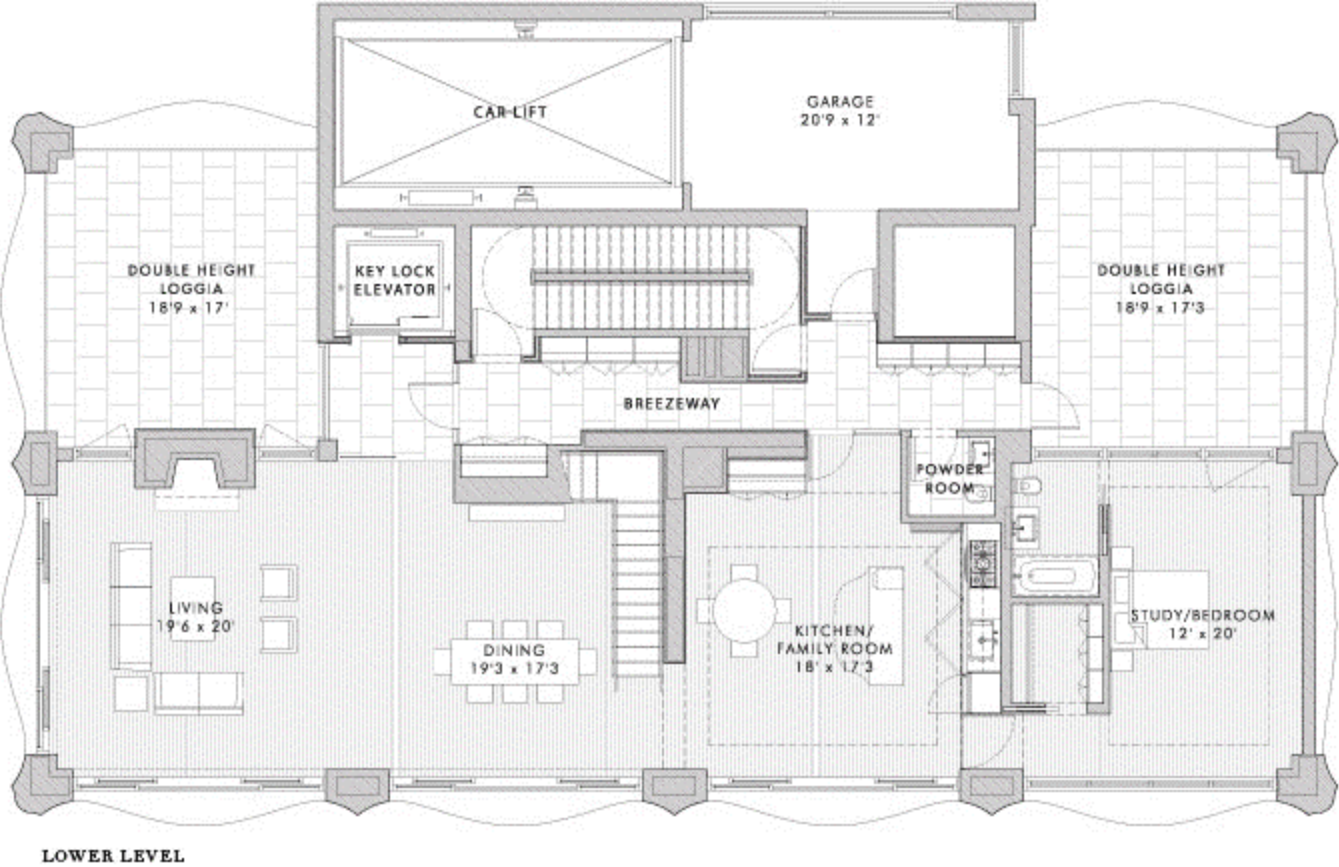 CAR LIFT
GARAGE
20'9 x 12'
DOUBLE HEIGHT
LOGGIA
18'9 x 17'
KEY LOCK
ELEVATOR
DOUBLE HEIGHT
LOGGIA
18'9 x 17'3
BREEZEWAY
POWDER
ROOM
LIVING
19'6 x 20'
DINING
19'3 x 17'3
KITCHEN/
FAMILY ROOM
18' x 17'3
STUDY/BEDROOM
12' x 20'
LOWER LEVEL